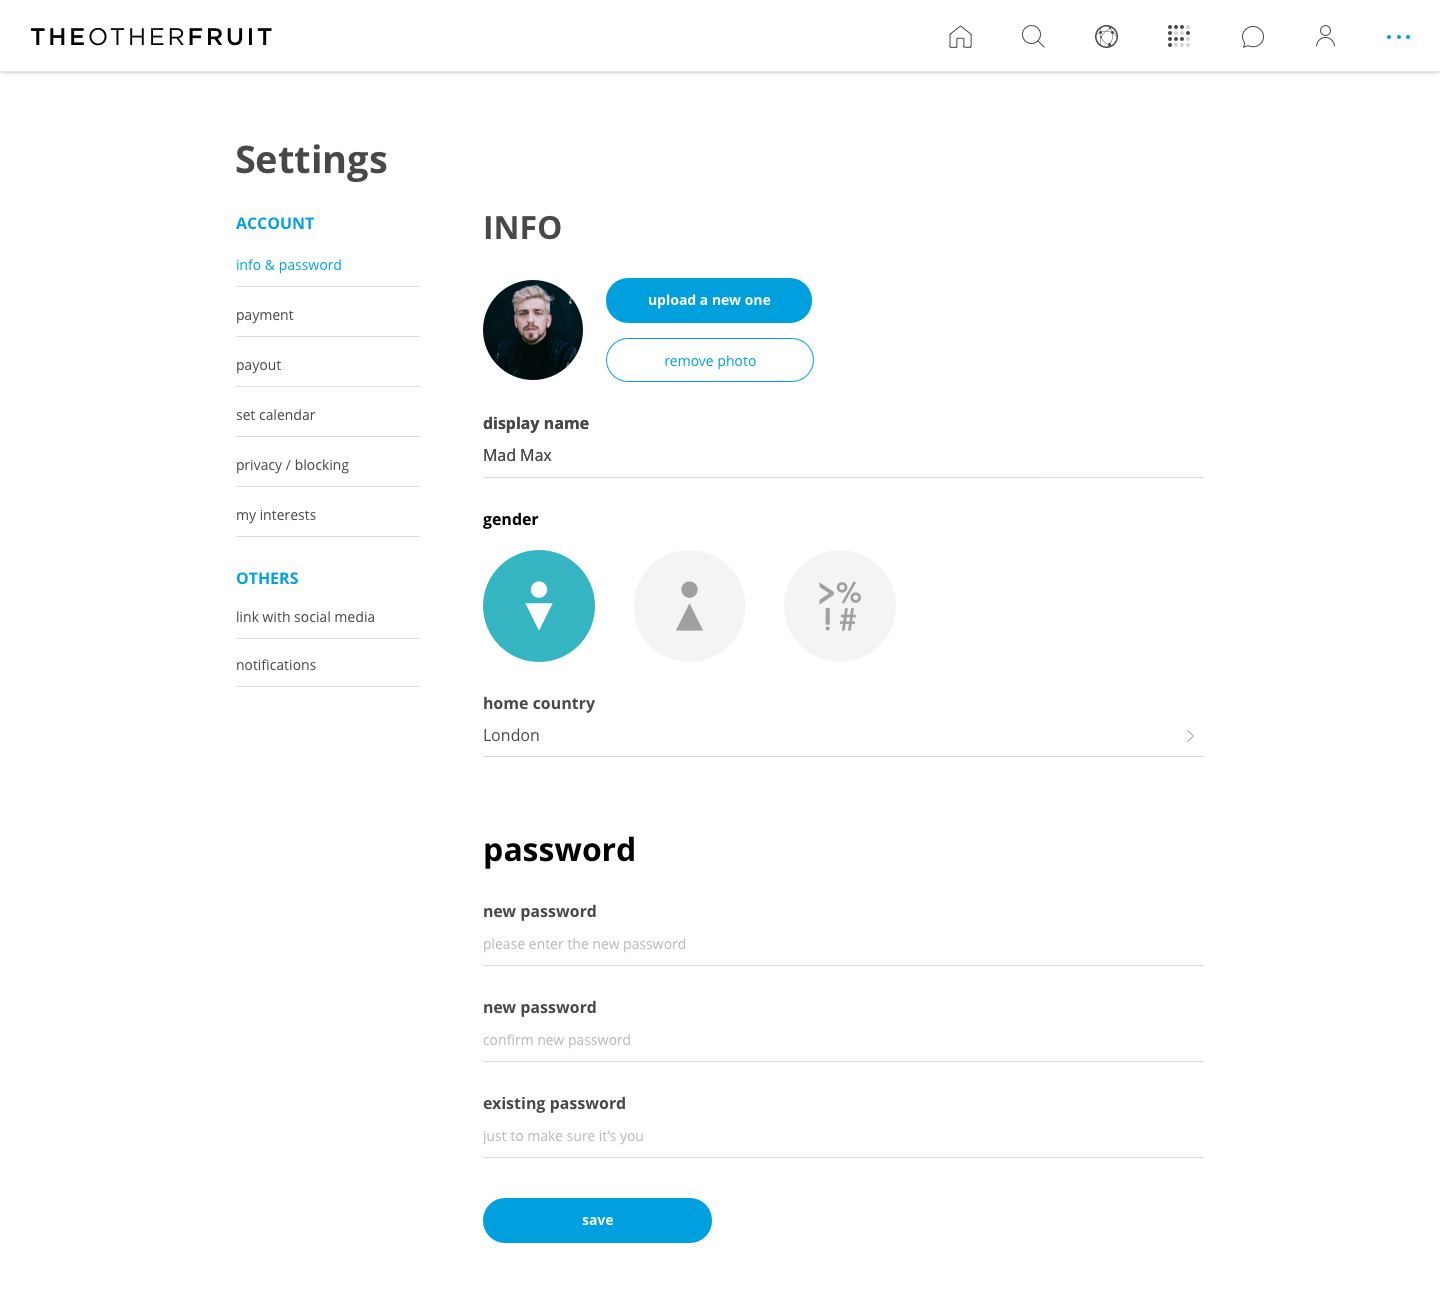 THEOTHERFRUIT
Settings
ACCOUNT
info & password
payment
payout
set calendar
privacy / blocking
my interests
OTHERS
link with social media
notifications
INFO
upload a new one
remove photo
display name
Mad Max
gender
>%
!#
home country
London
password
new password
please enter the new password
new password
confirm new password
existing password
just to make sure it’s you
save